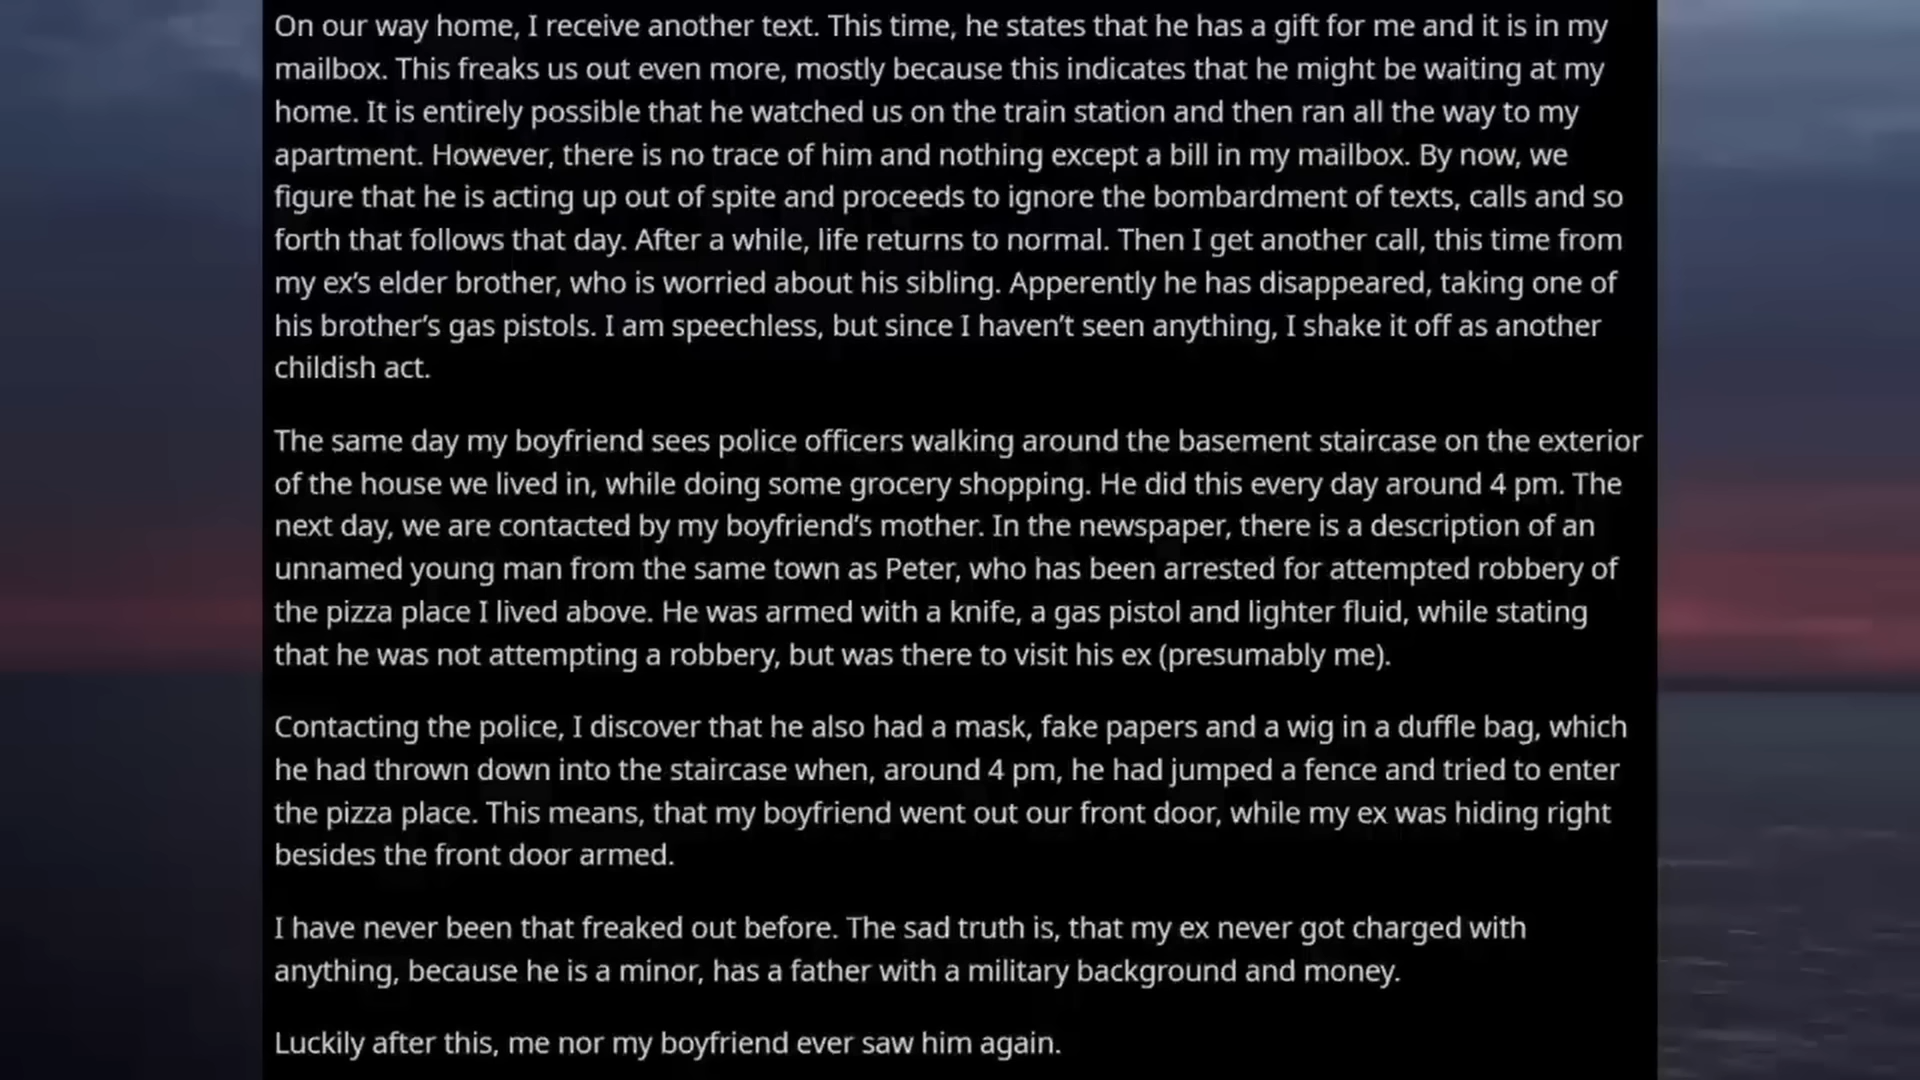 On our way home, I receive another text. This time, he states that he has a gift for me and it is in my
mailbox. This freaks us out even more, mostly because this indicates that he might be waiting at my
home. It is entirely possible that he watched us on the train station and then ran all the way to my
apartment. However, there is no trace of him and nothing except a bill in my mailbox. By now, we
figure that he is acting up out of spite and proceeds to ignore the bombardment of texts, calls and so
forth that follows that day. After a while, life returns to normal. Then I get another call, this time from
my ex’s elder brother, who is worried about his sibling. Apperently he has disappeared, taking one of
his brother’s gas pistols. I am speechless, but since I haven’t seen anything, I shake it off as another
childish act.
The same day my boyfriend sees police officers walking around the basement staircase on the exterior
of the house we lived in, while doing some grocery shopping. He did this every day around 4 pm. The
next day, we are contacted by my boyfriend’s mother. In the newspaper, there is a description of an
unnamed young man from the same town as Peter, who has been arrested for attempted robbery of
the pizza place I lived above. He was armed with a knife, a gas pistol and lighter fluid, while stating
that he was not attempting a robbery, but was there to visit his ex (presumably me).
Contacting the police, I discover that he also had a mask, fake papers and a wig in a duffle bag, which
he had thrown down into the staircase when, around 4 pm, he had jumped a fence and tried to enter
the pizza place. This means, that my boyfriend went out our front door, while my ex was hiding right
besides the front door armed.
I have never been that freaked out before. The sad truth is, that my ex never got charged with
anything, because he is a minor, has a father with a military background and money.
Luckily after this, me nor my boyfriend ever saw him again.